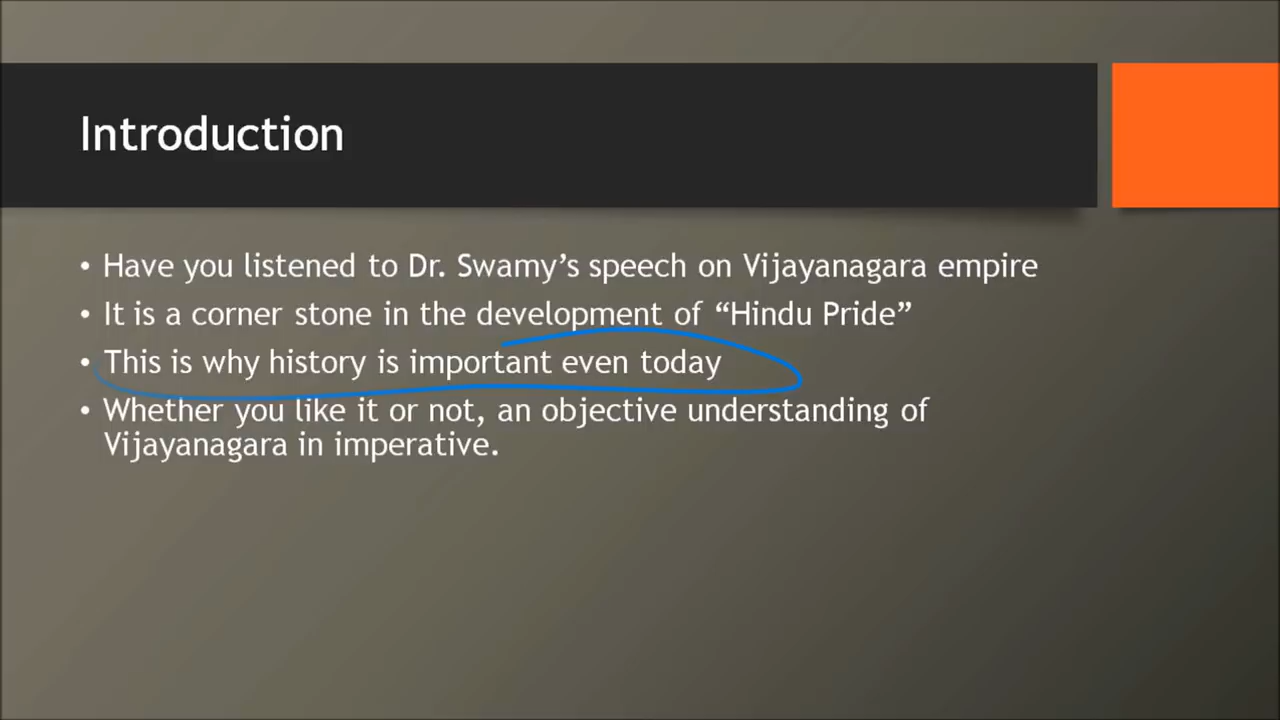 Introduction
• Have you listened to Dr. Swamy’s speech on Vijayanagara empire
• It is a corner stone in the development of “Hindu Pride”
• This is why history is important even today
• Whether you like it or not, an objective understanding of
Vijayanagara in imperative.